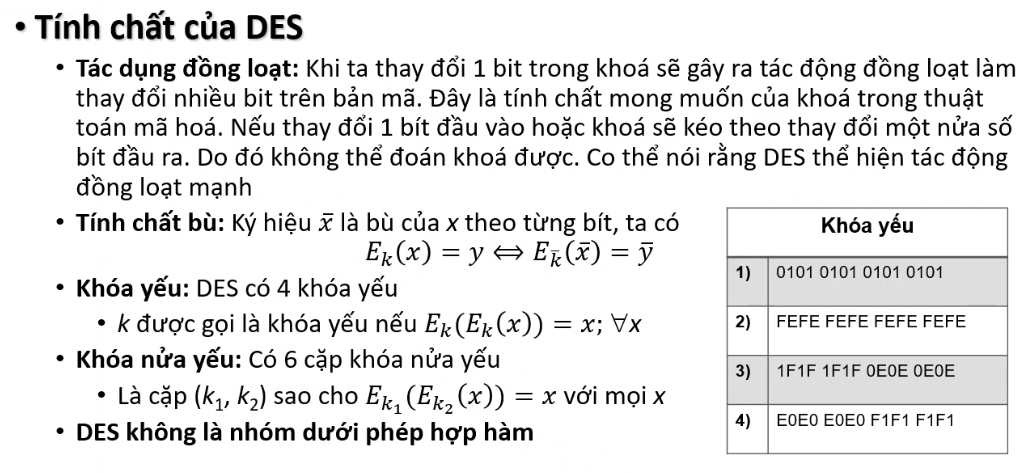 • Tính chất của DES
• Tác dụng đồng loạt: Khi ta thay đổi 1 bit trong khoá sẽ gây ra tác động đồng loạt làm
thay đổi nhiều bit trên bản mã. Đây là tính chất mong muốn của khoá trong thuật
toán mã hoá. Nếu thay đổi 1 bít đầu vào hoặc khoá sẽ kéo theo thay đổi một nửa số
bít đầu ra. Do đó không thể đoán khoá được. Co thể nói rằng DES thể hiện tác động
đồng loạt mạnh
• Tính chất bù: Ký hiệu x̅ là bù của x theo từng bít, ta có
E_k(x) = y ⟺ E_k̅(x̅) = y̅
• Khóa yếu: DES có 4 khóa yếu
• k được gọi là khóa yếu nếu E_k(E_k(x)) = x; ∀x
• Khóa nửa yếu: Có 6 cặp khóa nửa yếu
• Là cặp (k₁, k₂) sao cho E_k₁(E_k₂(x)) = x với mọi x
• DES không là nhóm dưới phép hợp hàm
Khóa yếu
1) 0101 0101 0101 0101
2) FEFE FEFE FEFE FEFE
3) 1F1F 1F1F 0E0E 0E0E
4) E0E0 E0E0 F1F1 F1F1